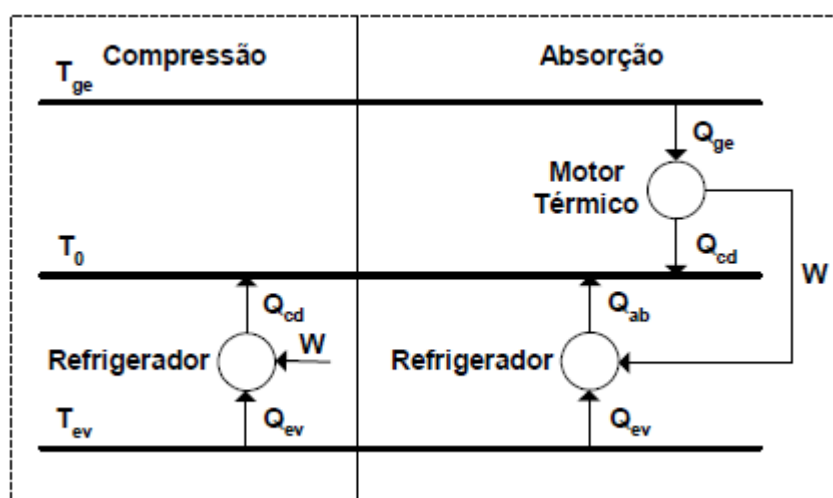 Compressão
Absorção
T_ge
Q_ge
Motor
Térmico
T_0
Q_cd
W
Q_cd
Q_ab
Refrigerador
W
Refrigerador
T_ev
Q_ev
Q_ev